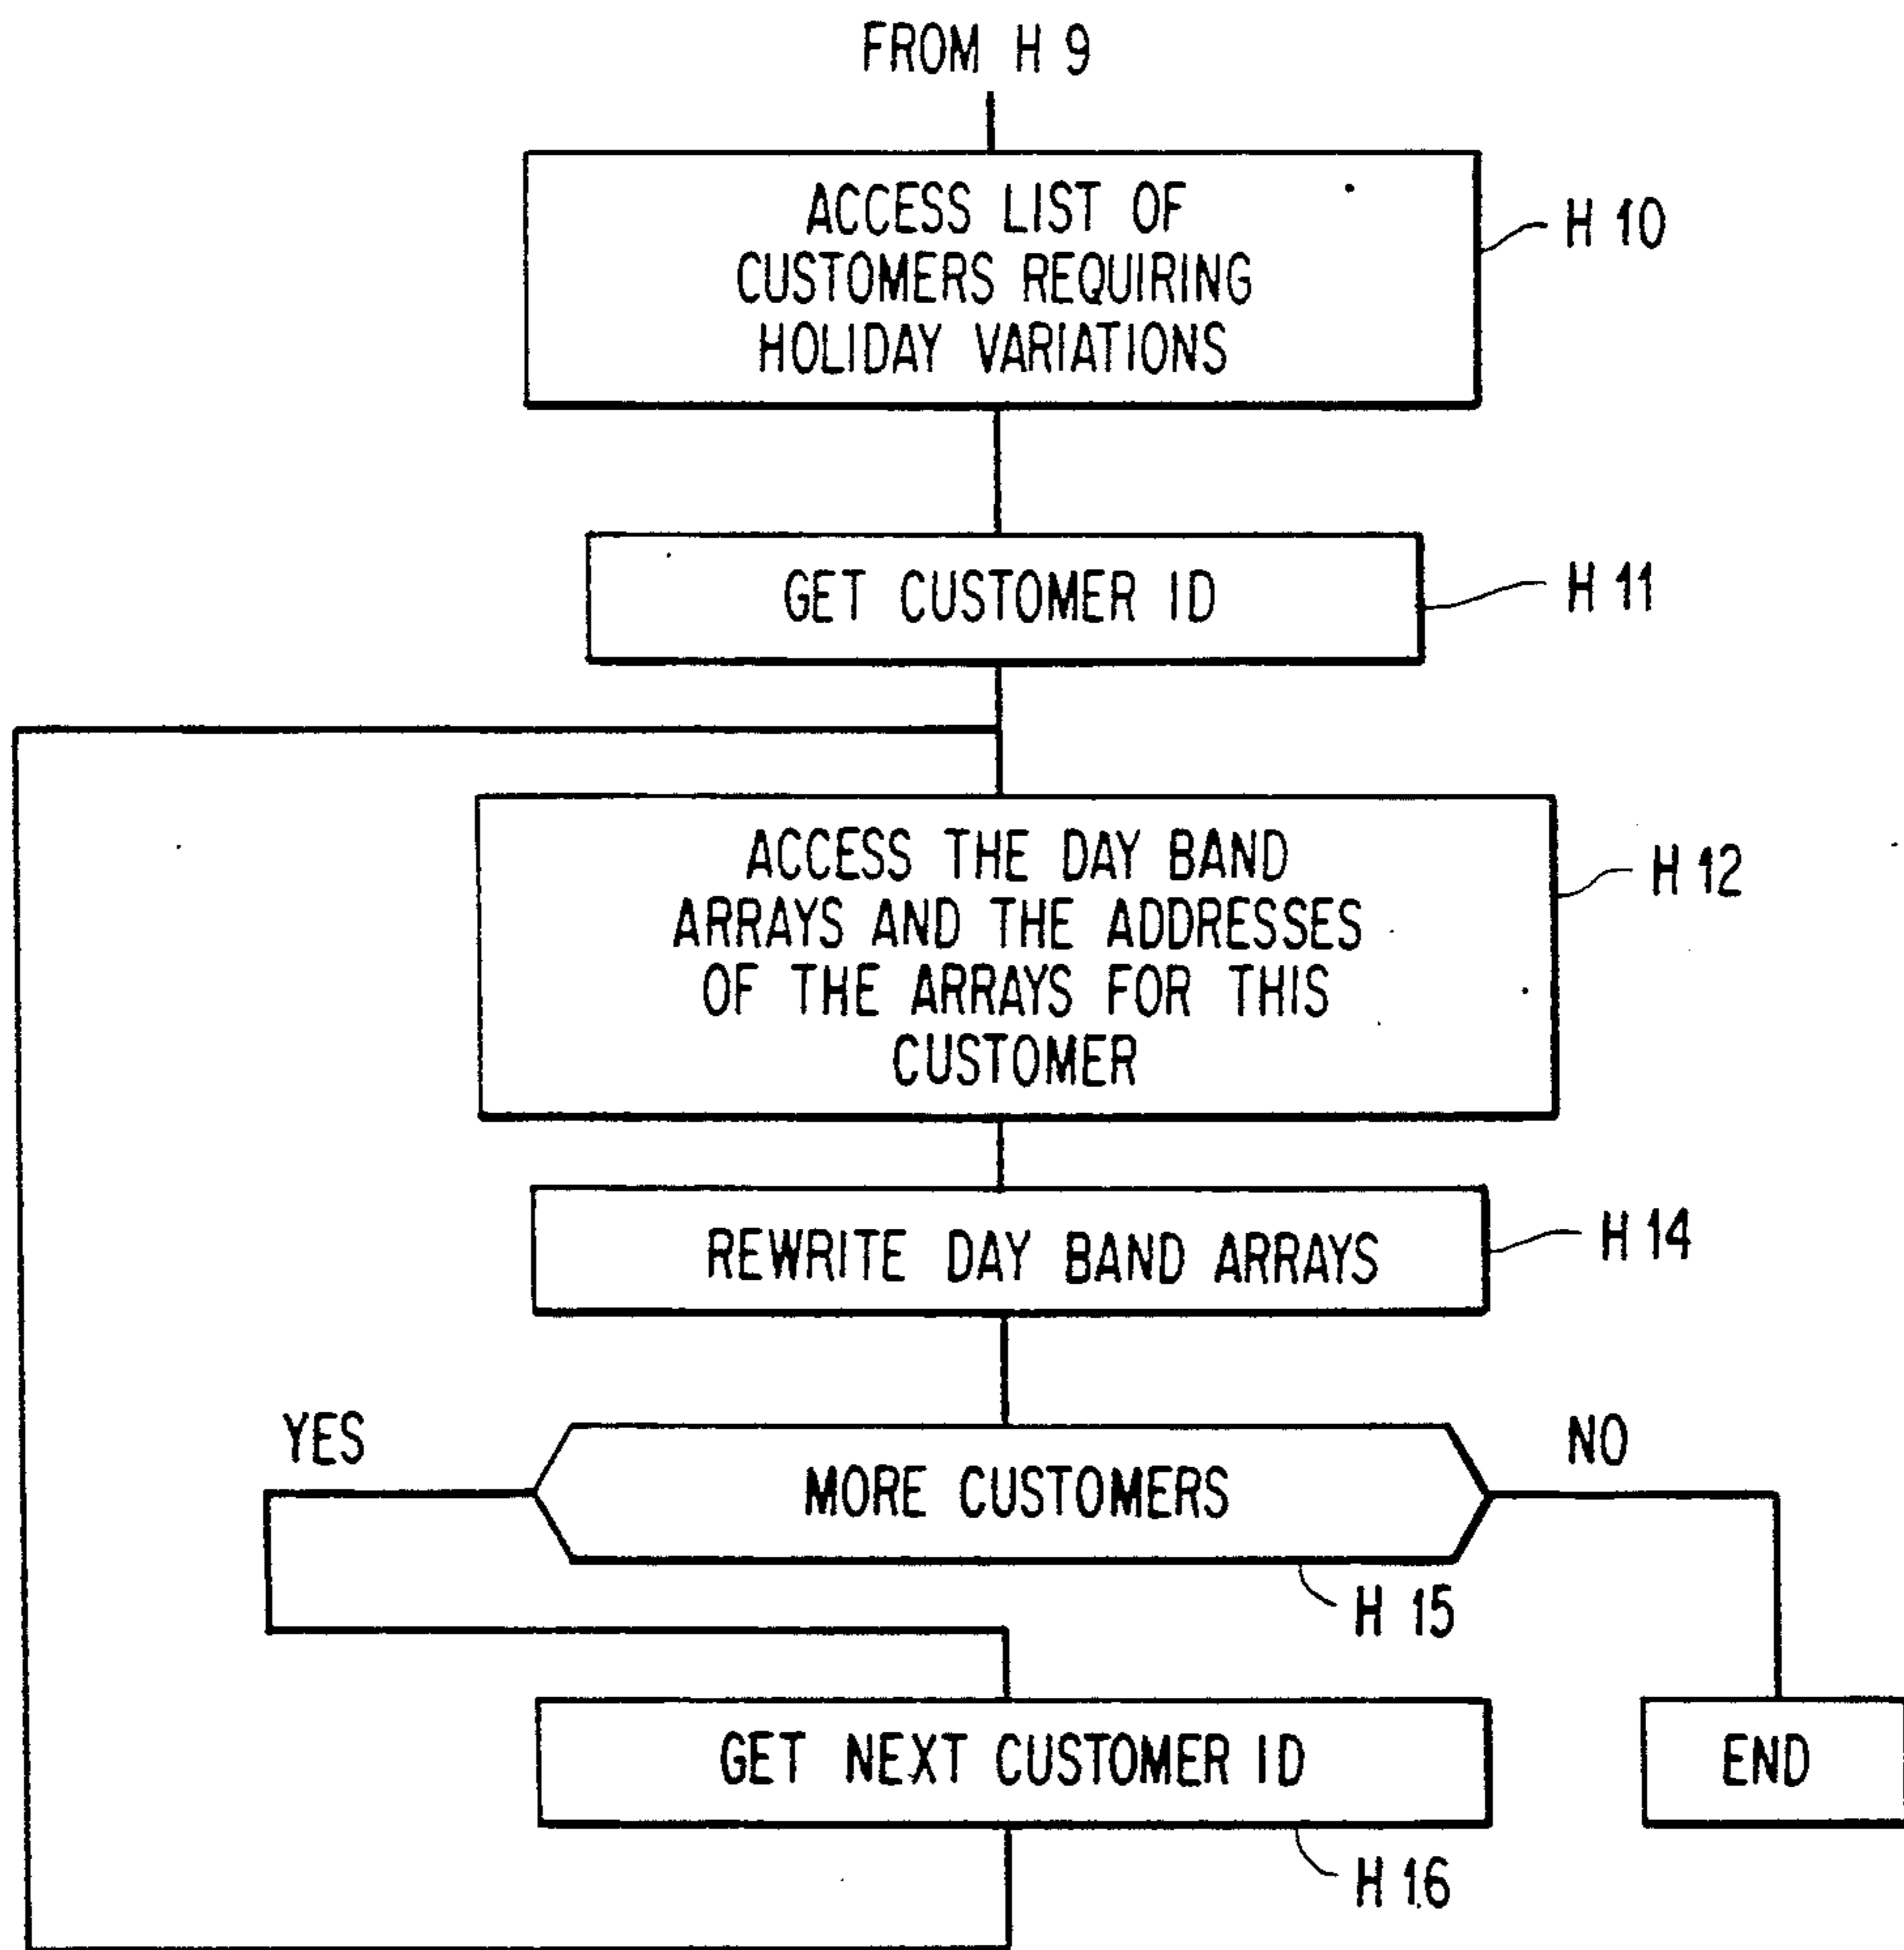 FROM H 9
ACCESS LIST OF
CUSTOMERS REQUIRING
HOLIDAY VARIATIONS
H 10
GET CUSTOMER ID
H 11
ACCESS THE DAY BAND
ARRAYS AND THE ADDRESSES
OF THE ARRAYS FOR THIS
CUSTOMER
H 12
REWRITE DAY BAND ARRAYS
H 14
YES
MORE CUSTOMERS
NO
H 15
GET NEXT CUSTOMER ID
END
H 16